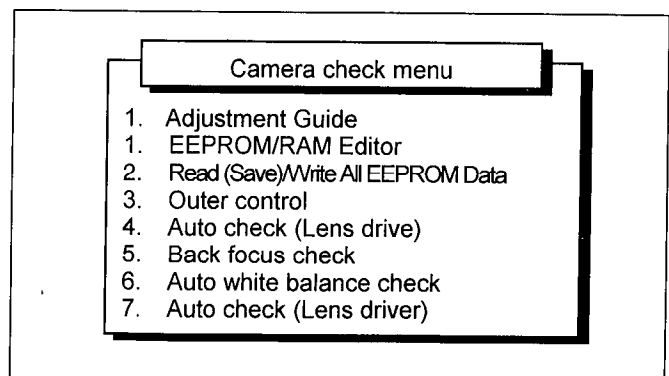 Camera check menu
1. Adjustment Guide
1. EEPROM/RAM Editor
2. Read (Save)/Write All EEPROM Data
3. Outer control
4. Auto check (Lens drive)
5. Back focus check
6. Auto white balance check
7. Auto check (Lens driver)